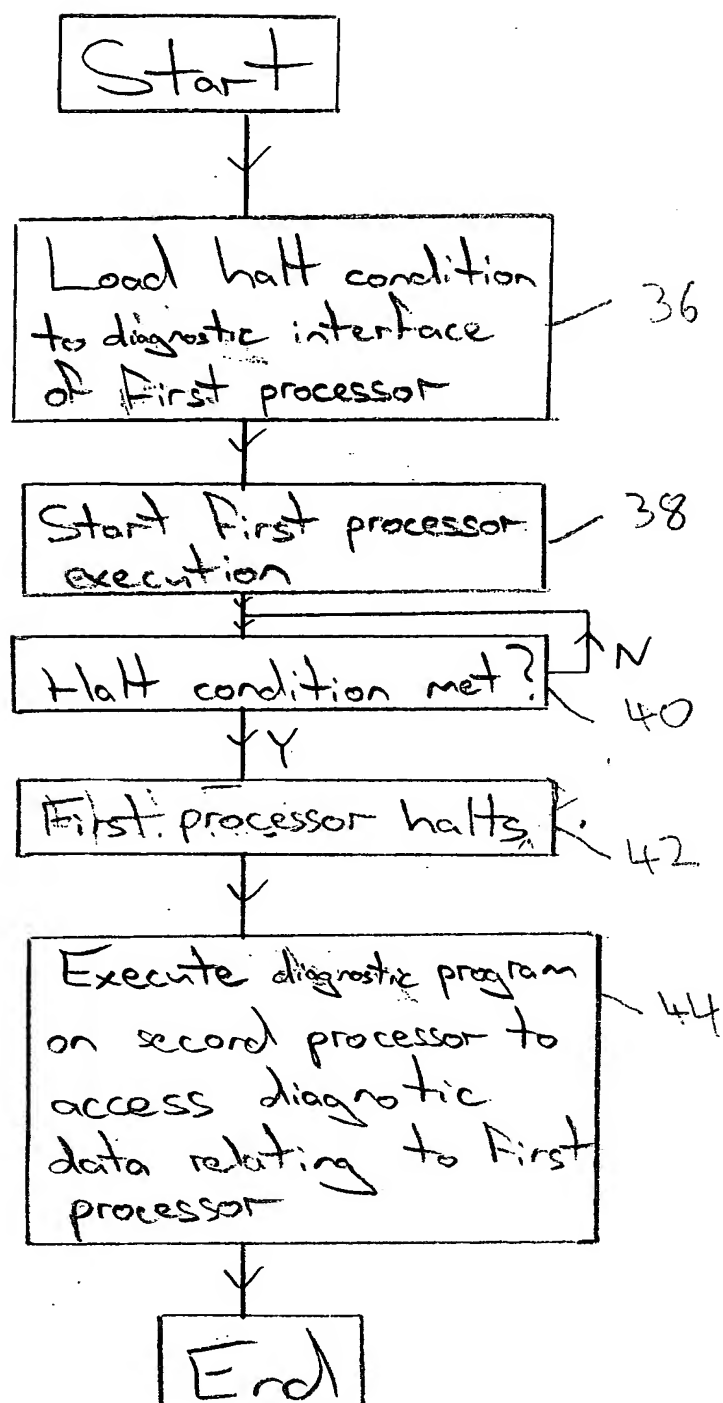 Start
Load halt condition
to diagnostic interface
of First processor
36
Start First processor
execution
38
Halt condition met?
N
40
Y
First processor halts
42
Execute diagnostic program
on second processor to
access diagnostic
data relating to First
processor
44
End